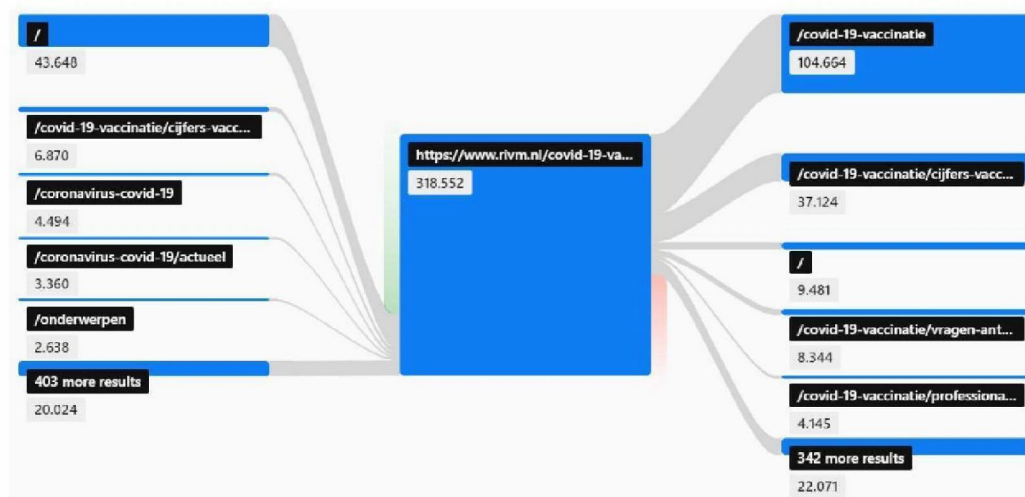 /
43.648
/covid-19-vaccinatie/cijfers-vacc...
6.870
/coronavirus-covid-19
4.494
/coronavirus-covid-19/actueel
3.360
/onderwerpen
2.638
403 more results
20.024
https://www.rivm.nl/covid-19-va...
318.552
/covid-19-vaccinatie
104.664
/covid-19-vaccinatie/cijfers-vacc...
37.124
/
9.481
/covid-19-vaccinatie/vragen-ant...
8.344
/covid-19-vaccinatie/professiona...
4.145
342 more results
22.071